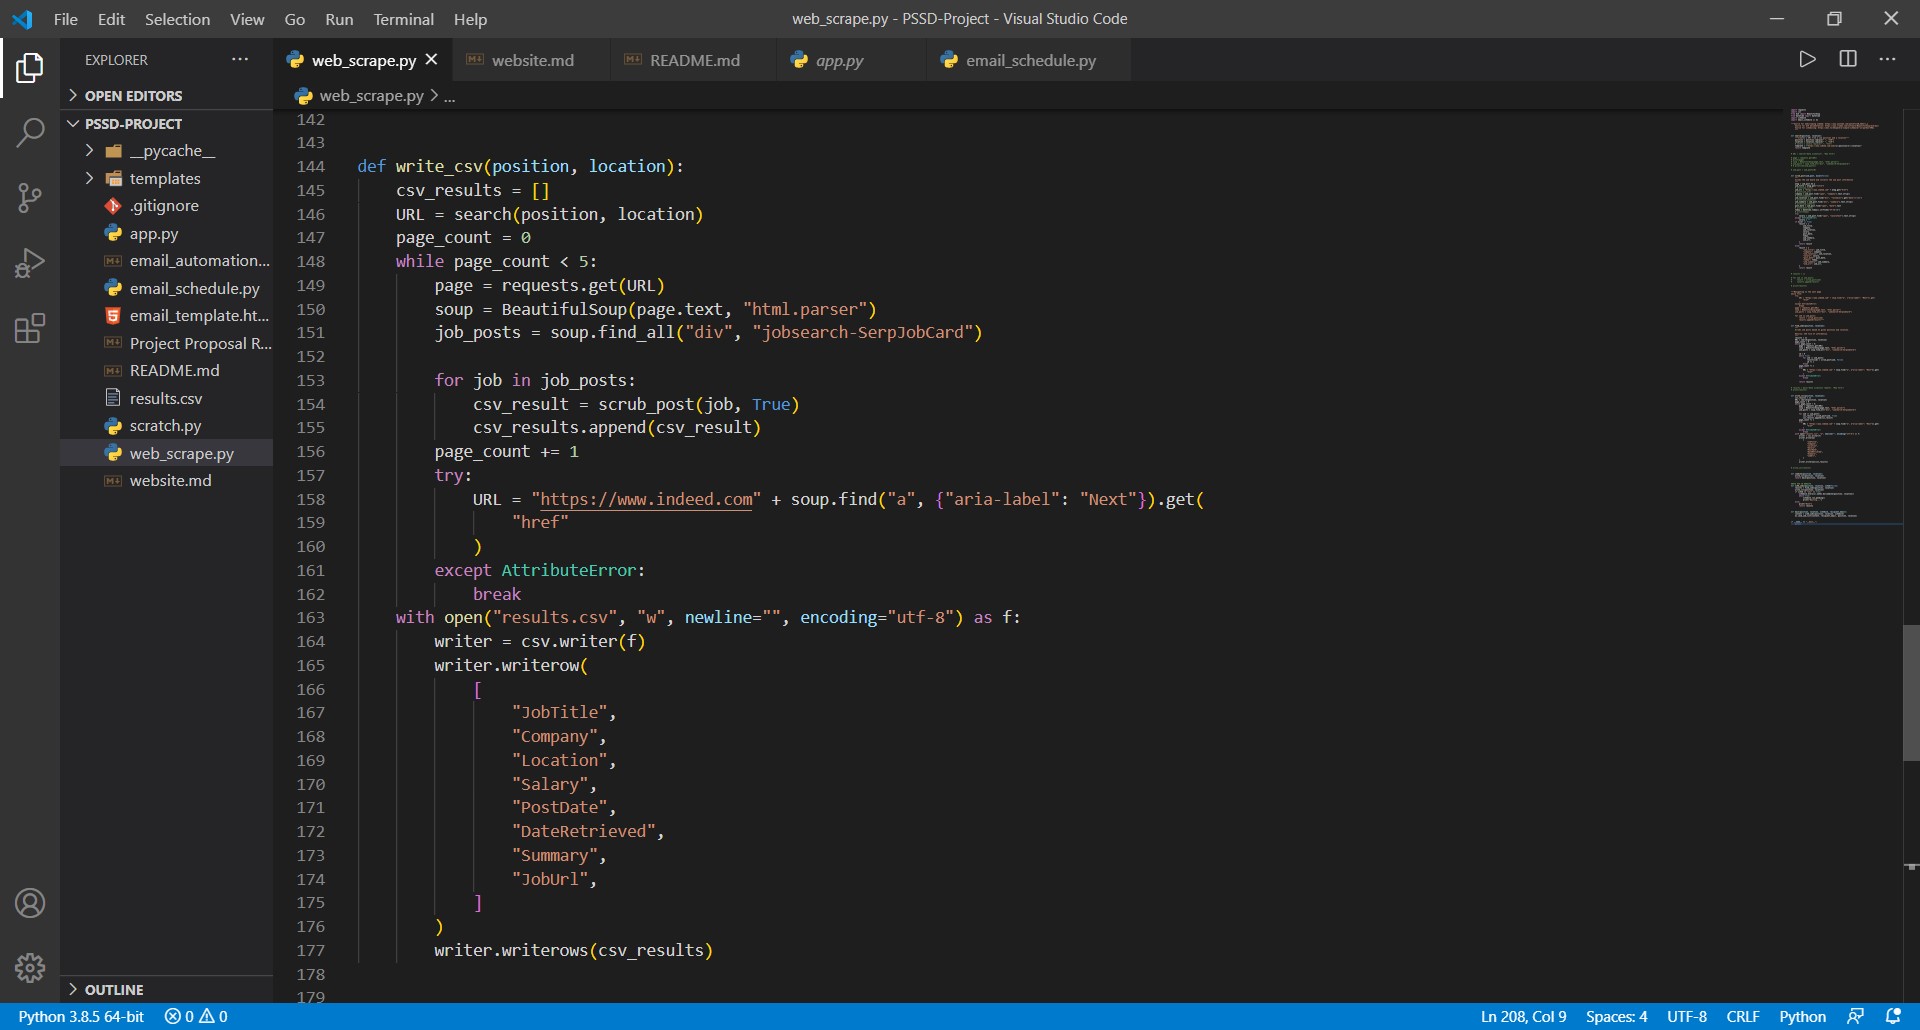 File Edit Selection View Go Run Terminal Help
web_scrape.py - PSSD-Project - Visual Studio Code
EXPLORER
OPEN EDITORS
PSSD-PROJECT
__pycache__
templates
.gitignore
app.py
email_automation...
email_schedule.py
email_template.ht...
Project Proposal R...
README.md
results.csv
scratch.py
web_scrape.py
website.md
OUTLINE
web_scrape.py website.md README.md app.py email_schedule.py
web_scrape.py > ...
142
143
144 def write_csv(position, location):
145 csv_results = []
146 URL = search(position, location)
147 page_count = 0
148 while page_count < 5:
149 page = requests.get(URL)
150 soup = BeautifulSoup(page.text, "html.parser")
151 job_posts = soup.find_all("div", "jobsearch-SerpJobCard")
152
153 for job in job_posts:
154 csv_result = scrub_post(job, True)
155 csv_results.append(csv_result)
156 page_count += 1
157 try:
158 URL = "https://www.indeed.com" + soup.find("a", {"aria-label": "Next"}).get(
159 "href"
160 )
161 except AttributeError:
162 break
163 with open("results.csv", "w", newline="", encoding="utf-8") as f:
164 writer = csv.writer(f)
165 writer.writerow(
166 [
167 "JobTitle",
168 "Company",
169 "Location",
170 "Salary",
171 "PostDate",
172 "DateRetrieved",
173 "Summary",
174 "JobUrl",
175 ]
176 )
177 writer.writerows(csv_results)
178
179
Python 3.8.5 64-bit 0 0 Ln 208, Col 9 Spaces: 4 UTF-8 CRLF Python